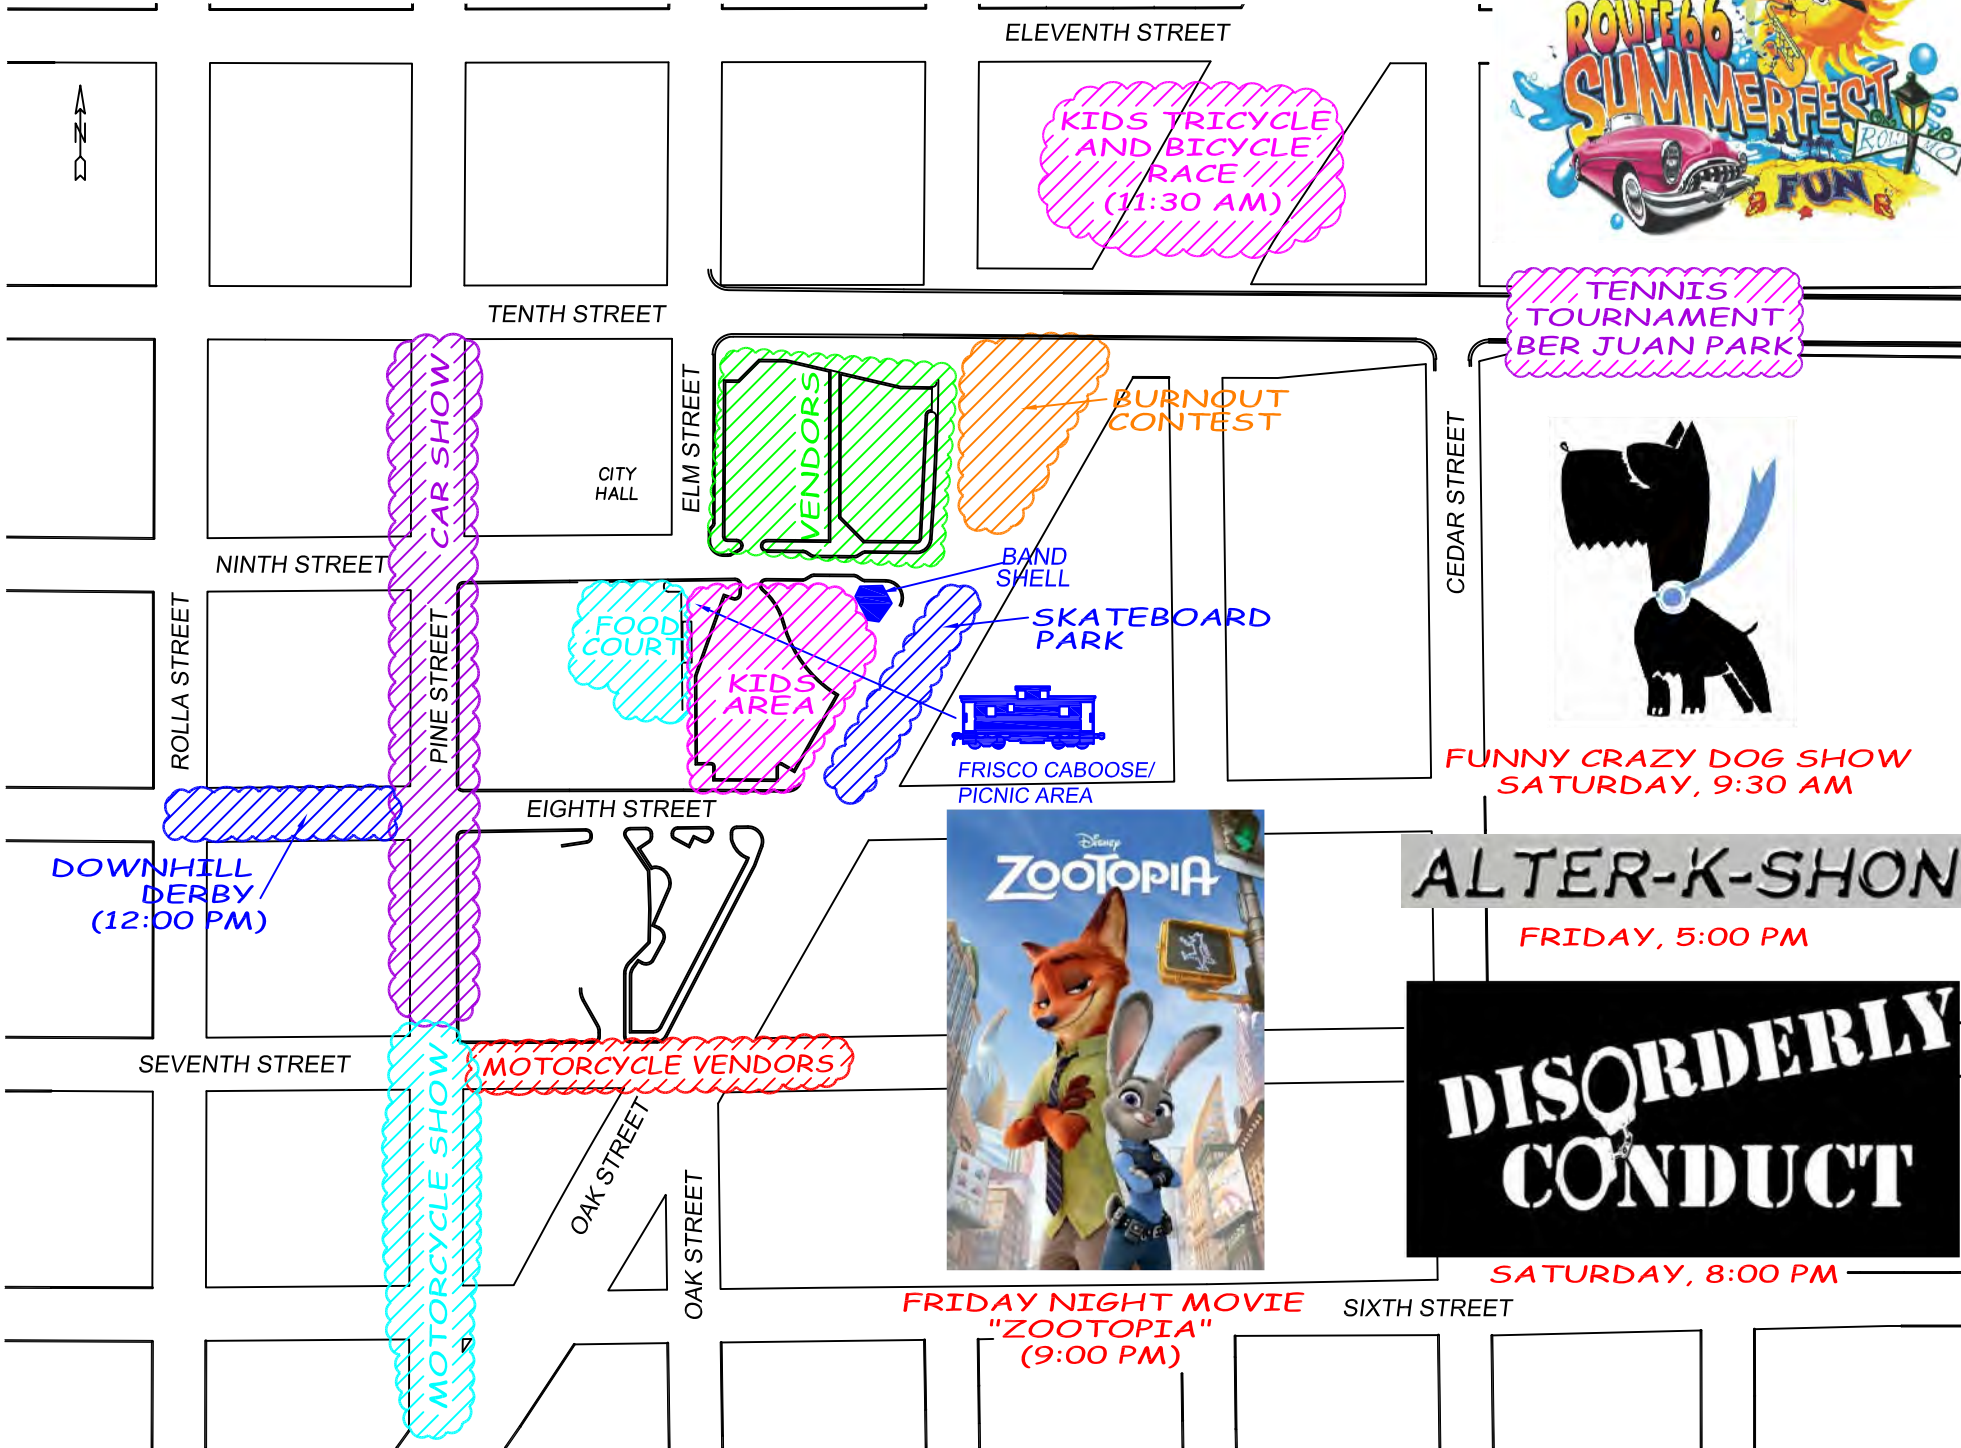 ELEVENTH STREET
ROUTE 66
SUMMERFEST
ROLLA MO
FUN
N
KIDS TRICYCLE
AND BICYCLE
RACE
(11:30 AM)
TENTH STREET
TENNIS
TOURNAMENT
BER JUAN PARK
CAR SHOW
ELM STREET
VENDORS
BURNOUT
CONTEST
CITY
HALL
CEDAR STREET
NINTH STREET
BAND
SHELL
ROLLA STREET
PINE STREET
FOOD
COURT
SKATEBOARD
PARK
KIDS
AREA
FRISCO CABOOSE/
PICNIC AREA
FUNNY CRAZY DOG SHOW
SATURDAY, 9:30 AM
EIGHTH STREET
DOWNHILL
DERBY
(12:00 PM)
Disney
ZOOTOPIA
ALTER-K-SHON
FRIDAY, 5:00 PM
DISORDERLY
CONDUCT
SATURDAY, 8:00 PM
SEVENTH STREET
MOTORCYCLE VENDORS
MOTORCYCLE SHOW
OAK STREET
OAK STREET
FRIDAY NIGHT MOVIE
"ZOOTOPIA"
(9:00 PM)
SIXTH STREET